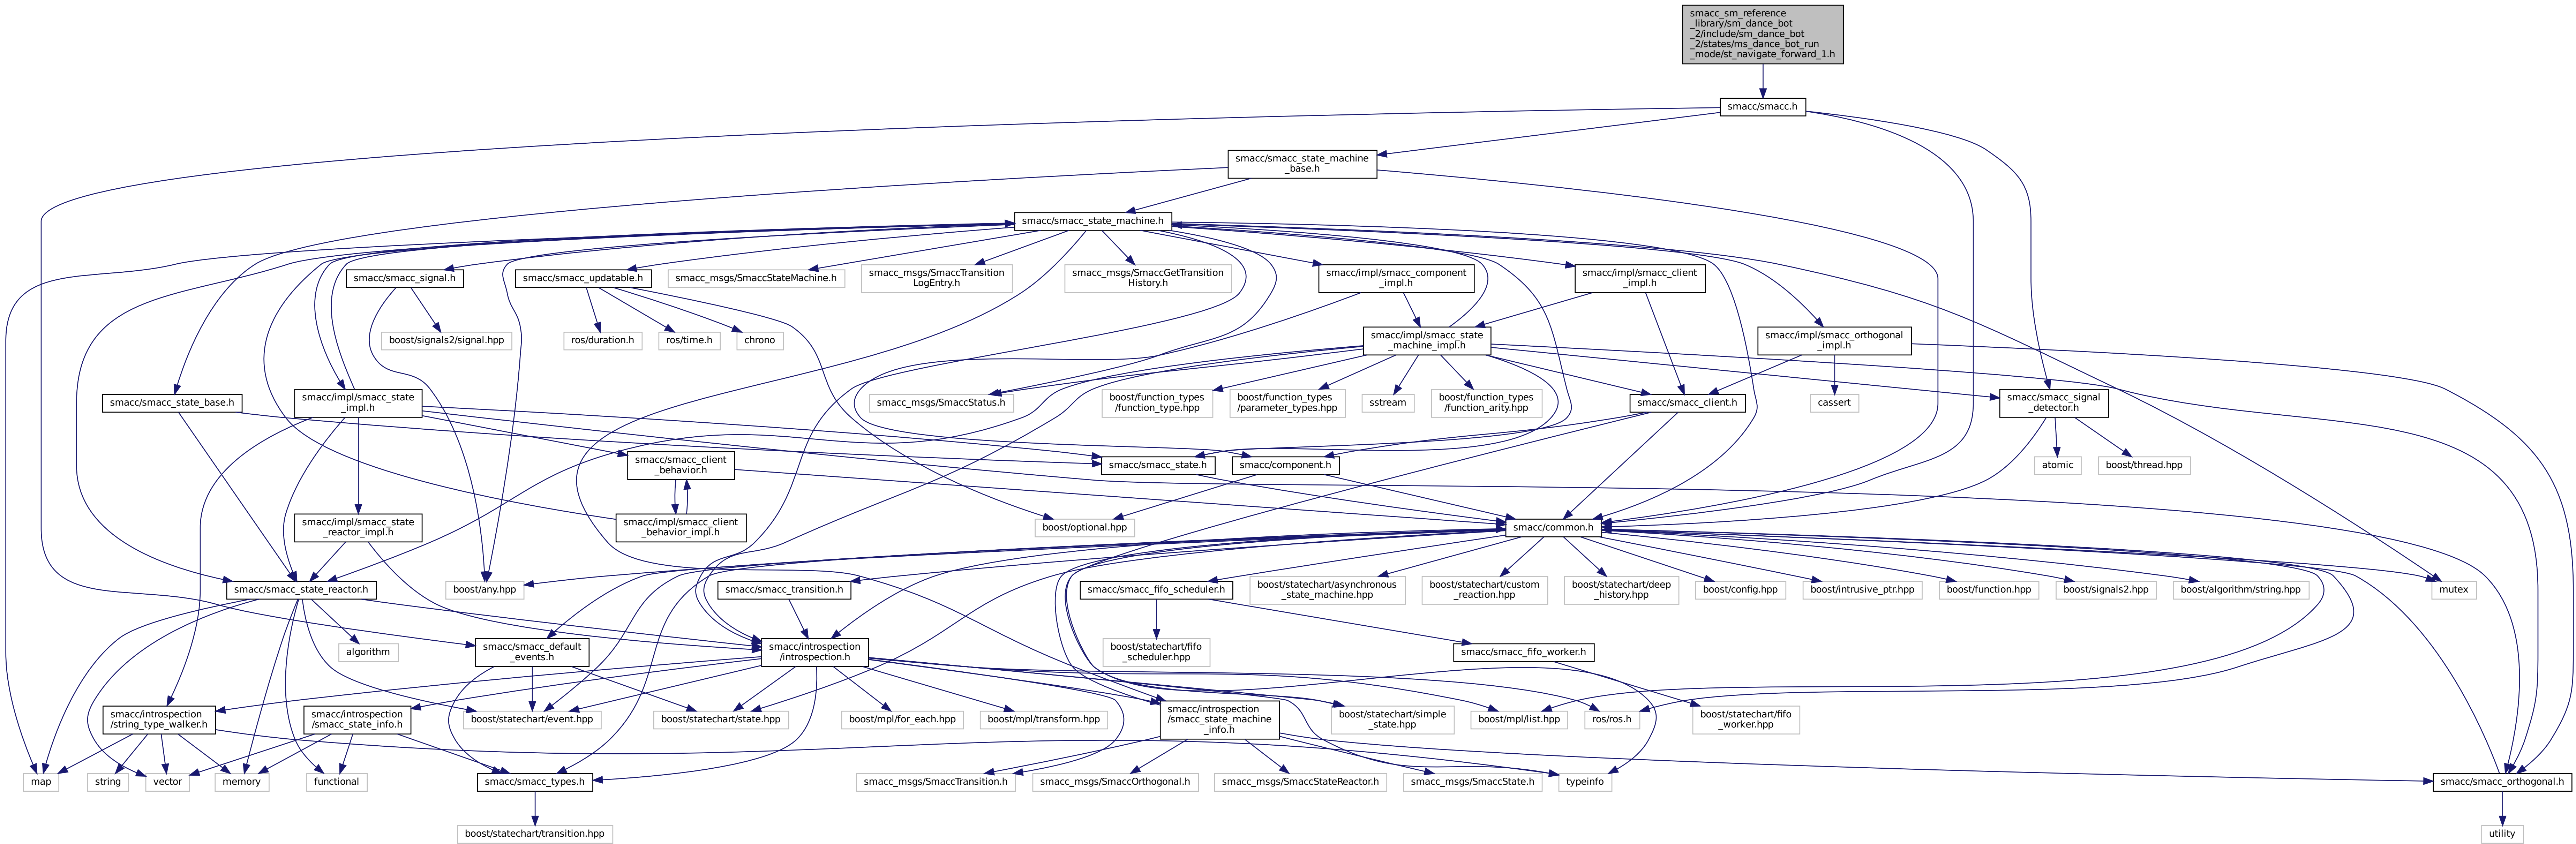 smacc_sm_reference
_library/sm_dance_bot
_2/include/sm_dance_bot
_2/states/ms_dance_bot_run
_mode/st_navigate_forward_1.h
smacc/smacc.h
smacc/smacc_state_machine
_base.h
smacc/smacc_state_machine.h
smacc/smacc_signal.h
smacc/smacc_updatable.h
smacc_msgs/SmaccStateMachine.h
smacc_msgs/SmaccTransition
LogEntry.h
smacc_msgs/SmaccGetTransition
History.h
smacc/impl/smacc_component
_impl.h
smacc/impl/smacc_client
_impl.h
boost/signals2/signal.hpp
ros/duration.h
ros/time.h
chrono
smacc/impl/smacc_state
_machine_impl.h
smacc/impl/smacc_orthogonal
_impl.h
smacc/smacc_state_base.h
smacc/impl/smacc_state
_impl.h
smacc_msgs/SmaccStatus.h
boost/function_types
/function_type.hpp
boost/function_types
/parameter_types.hpp
sstream
boost/function_types
/function_arity.hpp
smacc/smacc_client.h
cassert
smacc/smacc_signal
_detector.h
smacc/smacc_client
_behavior.h
smacc/smacc_state.h
smacc/component.h
atomic
boost/thread.hpp
smacc/impl/smacc_state
_reactor_impl.h
smacc/impl/smacc_client
_behavior_impl.h
boost/optional.hpp
smacc/common.h
smacc/smacc_state_reactor.h
boost/any.hpp
smacc/smacc_transition.h
smacc/smacc_fifo_scheduler.h
boost/statechart/asynchronous
_state_machine.hpp
boost/statechart/custom
_reaction.hpp
boost/statechart/deep
_history.hpp
boost/config.hpp
boost/intrusive_ptr.hpp
boost/function.hpp
boost/signals2.hpp
boost/algorithm/string.hpp
mutex
algorithm
smacc/smacc_default
_events.h
smacc/introspection
/introspection.h
boost/statechart/fifo
_scheduler.hpp
smacc/smacc_fifo_worker.h
smacc/introspection
/string_type_walker.h
smacc/introspection
/smacc_state_info.h
boost/statechart/event.hpp
boost/statechart/state.hpp
boost/mpl/for_each.hpp
boost/mpl/transform.hpp
smacc/introspection
/smacc_state_machine
_info.h
boost/statechart/simple
_state.hpp
boost/mpl/list.hpp
ros/ros.h
boost/statechart/fifo
_worker.hpp
map
string
vector
memory
functional
smacc/smacc_types.h
smacc_msgs/SmaccTransition.h
smacc_msgs/SmaccOrthogonal.h
smacc_msgs/SmaccStateReactor.h
smacc_msgs/SmaccState.h
typeinfo
smacc/smacc_orthogonal.h
boost/statechart/transition.hpp
utility